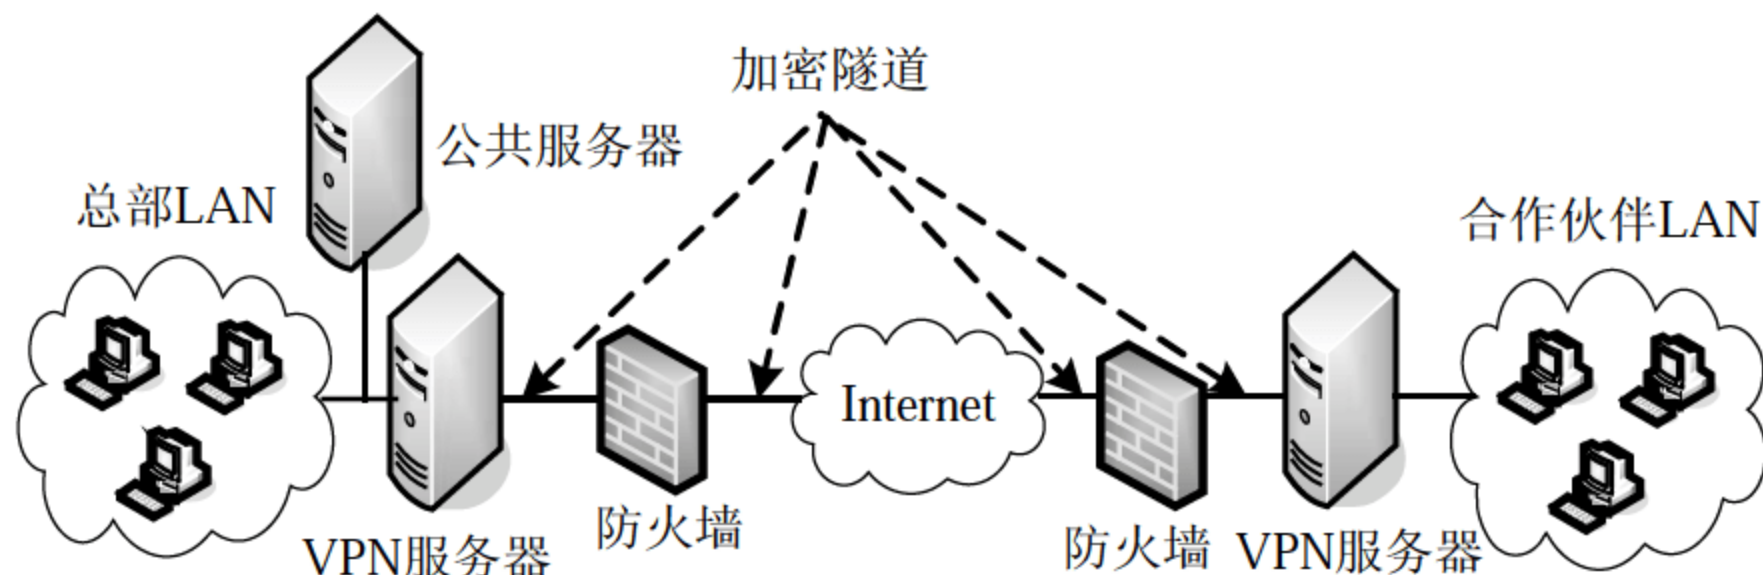 加密隧道
公共服务器
总部LAN
合作伙伴LAN
Internet
防火墙
VPN服务器
防火墙
VPN服务器